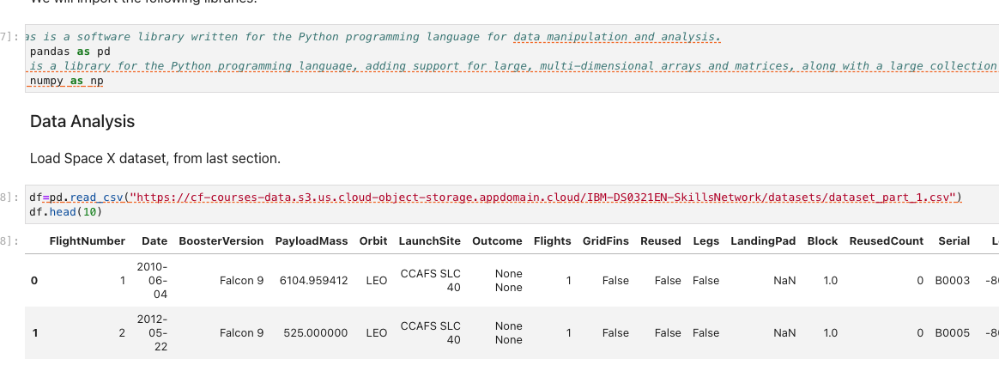 We will import the following libraries:
7]: as is a software library written for the Python programming language for data manipulation and analysis.
pandas as pd
is a library for the Python programming language, adding support for large, multi-dimensional arrays and matrices, along with a large collection
numpy as np
Data Analysis
Load Space X dataset, from last section.
8]: df=pd.read_csv("https://cf-courses-data.s3.us.cloud-object-storage.appdomain.cloud/IBM-DS0321EN-SkillsNetwork/datasets/dataset_part_1.csv")
df.head(10)
8]: FlightNumber Date BoosterVersion PayloadMass Orbit LaunchSite Outcome Flights GridFins Reused Legs LandingPad Block ReusedCount Serial
0 1 2010-06-04 Falcon 9 6104.959412 LEO CCAFS SLC 40 None None 1 False False False NaN 1.0 0 B0003 -80
1 2 2012-05-22 Falcon 9 525.000000 LEO CCAFS SLC 40 None None 1 False False False NaN 1.0 0 B0005 -80